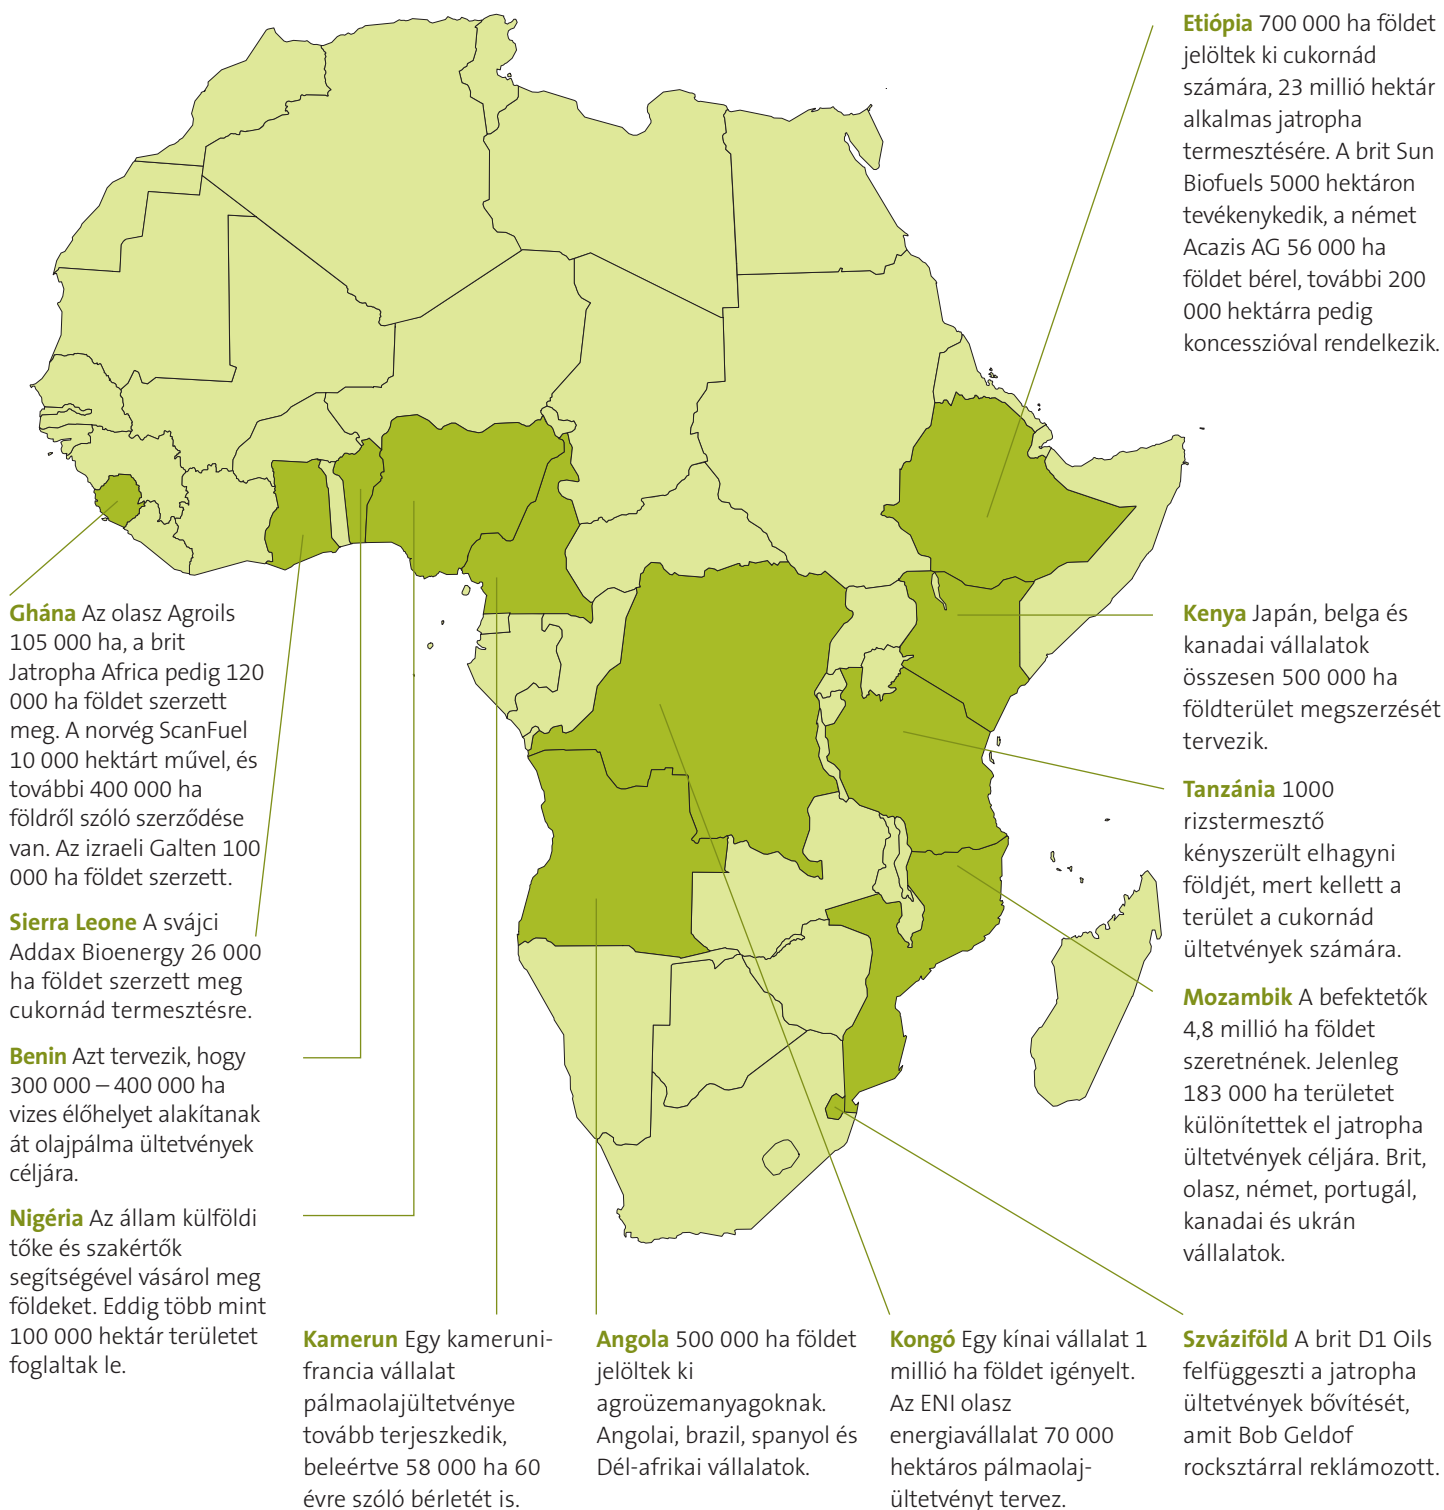 Etiópia 700 000 ha földet
jelöltek ki cukornád
számára, 23 millió hektár
alkalmas jatropha
termesztésére. A brit Sun
Biofuels 5000 hektáron
tevékenykedik, a német
Acazis AG 56 000 ha
földet bérel, további 200
000 hektárra pedig
koncesszióval rendelkezik.
Ghána Az olasz Agroils
105 000 ha, a brit
Jatropha Africa pedig 120
000 ha földet szerzett
meg. A norvég ScanFuel
10 000 hektárt művel, és
további 400 000 ha
földről szóló szerződése
van. Az izraeli Galten 100
000 ha földet szerzett.
Sierra Leone A svájci
Addax Bioenergy 26 000
ha földet szerzett meg
cukornád termesztésre.
Benin Azt tervezik, hogy
300 000 – 400 000 ha
vizes élőhelyet alakítanak
át olajpálma ültetvények
céljára.
Nigéria Az állam külföldi
tőke és szakértők
segítségével vásárol meg
földeket. Eddig több mint
100 000 hektár területet
foglaltak le.
Kenya Japán, belga és
kanadai vállalatok
összesen 500 000 ha
földterület megszerzését
tervezik.
Tanzánia 1000
rizstermesztő
kényszerült elhagyni
földjét, mert kellett a
terület a cukornád
ültetvények számára.
Mozambik A befektetők
4,8 millió ha földet
szeretnének. Jelenleg
183 000 ha területet
különítettek el jatropha
ültetvények céljára. Brit,
olasz, német, portugál,
kanadai és ukrán
vállalatok.
Kamerun Egy kameruni-
francia vállalat
pálmaolajültetvénye
tovább terjeszkedik,
beleértve 58 000 ha 60
évre szóló bérletét is.
Angola 500 000 ha földet
jelöltek ki
agroüzemanyagoknak.
Angolai, brazil, spanyol és
Dél-afrikai vállalatok.
Kongó Egy kínai vállalat 1
millió ha földet igényelt.
Az ENI olasz
energiavállalat 70 000
hektáros pálmaolaj-
ültetvényt tervez.
Szváziföld A brit D1 Oils
felfüggeszti a jatropha
ültetvények bővítését,
amit Bob Geldof
rocksztárral reklámozott.